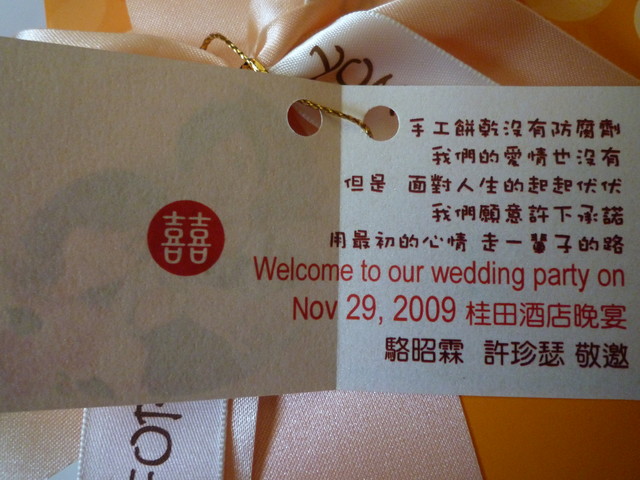 手工餅乾沒有防腐劑
我們的愛情也沒有
但是 面對人生的起起伏伏
我們願意許下承諾
用最初的心情 走一輩子的路
囍
Welcome to our wedding party on
Nov 29, 2009 桂田酒店晚宴
駱昭霖 許珍瑟 敬邀